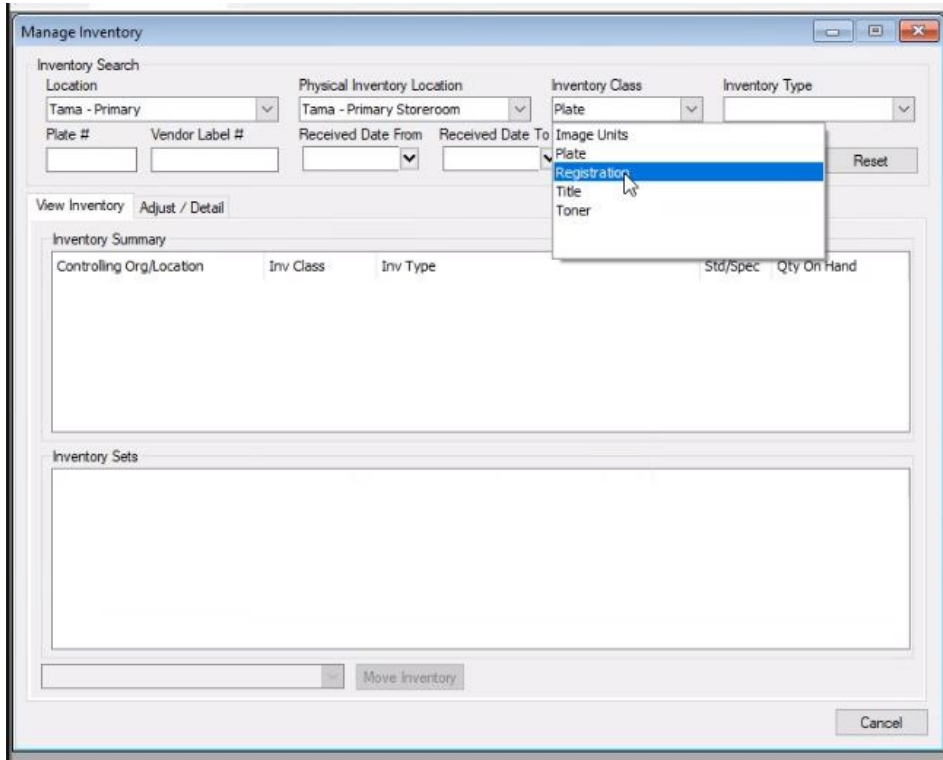 Manage Inventory
Inventory Search
Location Physical Inventory Location Inventory Class Inventory Type
Tama - Primary Tama - Primary Storeroom Plate
Plate # Vendor Label # Received Date From Received Date To Image Units
Plate
Registration Reset
Title
Toner
View Inventory Adjust / Detail
Inventory Summary
Controlling Org/Location Inv Class Inv Type Std/Spec Qty On Hand
Inventory Sets
Move Inventory
Cancel